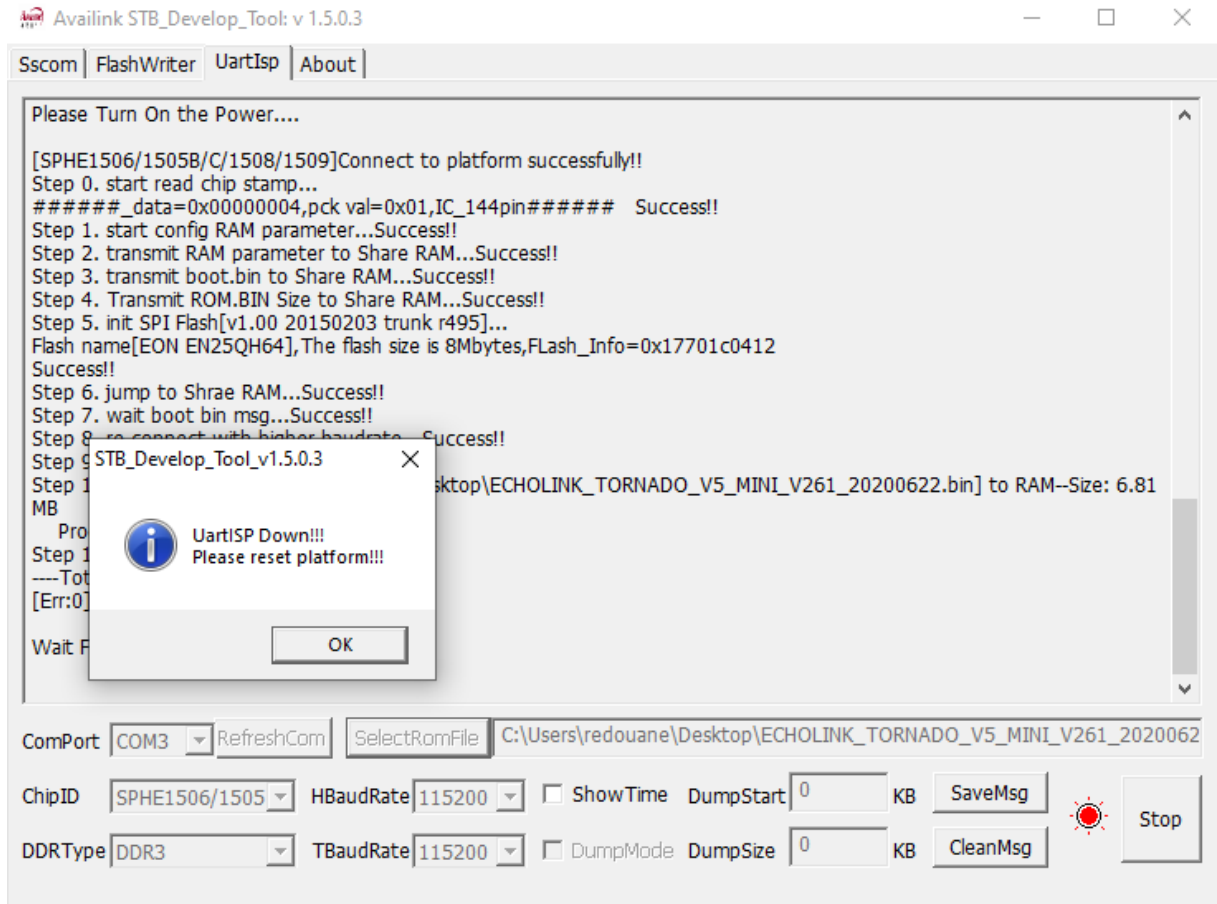 Availink STB_Develop_Tool: v 1.5.0.3
Sscom FlashWriter UartIsp About
Please Turn On the Power....
[SPHE1506/1505B/C/1508/1509]Connect to platform successfully!!
Step 0. start read chip stamp...
######_data=0x00000004,pck val=0x01,IC_144pin###### Success!!
Step 1. start config RAM parameter...Success!!
Step 2. transmit RAM parameter to Share RAM...Success!!
Step 3. transmit boot.bin to Share RAM...Success!!
Step 4. Transmit ROM.BIN Size to Share RAM...Success!!
Step 5. init SPI Flash[v1.00 20150203 trunk r495]...
Flash name[EON EN25QH64],The flash size is 8Mbytes,FLash_Info=0x17701c0412
Success!!
Step 6. jump to Shrae RAM...Success!!
Step 7. wait boot bin msg...Success!!
Step 8. re-connect with higher baudrate...Success!!
Step 9
Step 1 sktop\ECHOLINK_TORNADO_V5_MINI_V261_20200622.bin] to RAM--Size: 6.81
MB
Pro
Step 1
----Tot
[Err:0]
Wait F
STB_Develop_Tool_v1.5.0.3
UartISP Down!!!
Please reset platform!!!
OK
ComPort COM3 RefreshCom SelectRomFile C:\Users\redouane\Desktop\ECHOLINK_TORNADO_V5_MINI_V261_2020062
ChipID SPHE1506/1505 HBaudRate 115200 ShowTime DumpStart 0 KB SaveMsg
Stop
DDRType DDR3 TBaudRate 115200 DumpMode DumpSize 0 KB CleanMsg